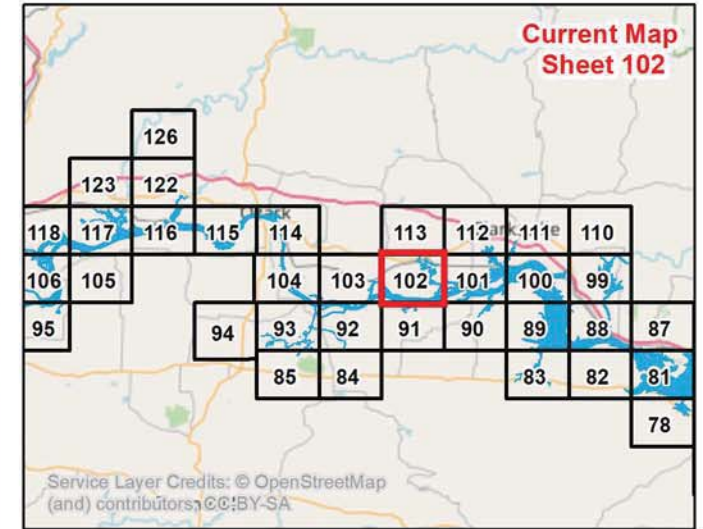 Current Map
Sheet 102
126
123 122
118 117 116 115 114 113 112 111 110
106 105 104 103 102 101 100 99
95 94 93 92 91 90 89 88 87
85 84 83 82 81
78
Service Layer Credits: © OpenStreetMap
(and) contributors, CC-BY-SA